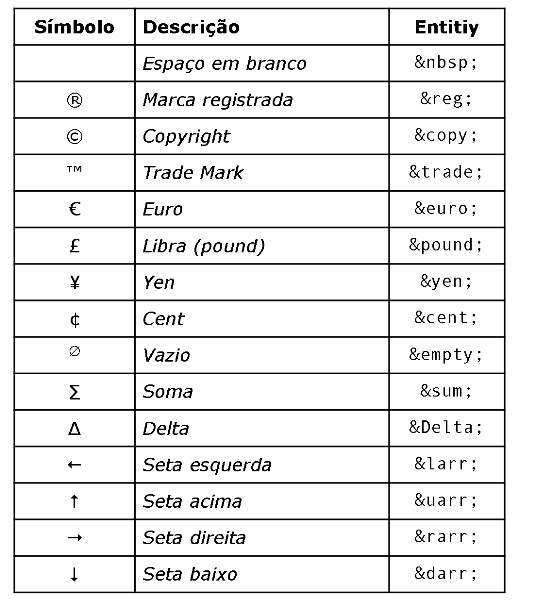 Símbolo Descrição Entitiy
Espaço em branco &nbsp;
® Marca registrada &reg;
© Copyright &copy;
™ Trade Mark &trade;
€ Euro &euro;
£ Libra (pound) &pound;
¥ Yen &yen;
¢ Cent &cent;
∅ Vazio &empty;
∑ Soma &sum;
Δ Delta &Delta;
← Seta esquerda &larr;
↑ Seta acima &uarr;
→ Seta direita &rarr;
↓ Seta baixo &darr;